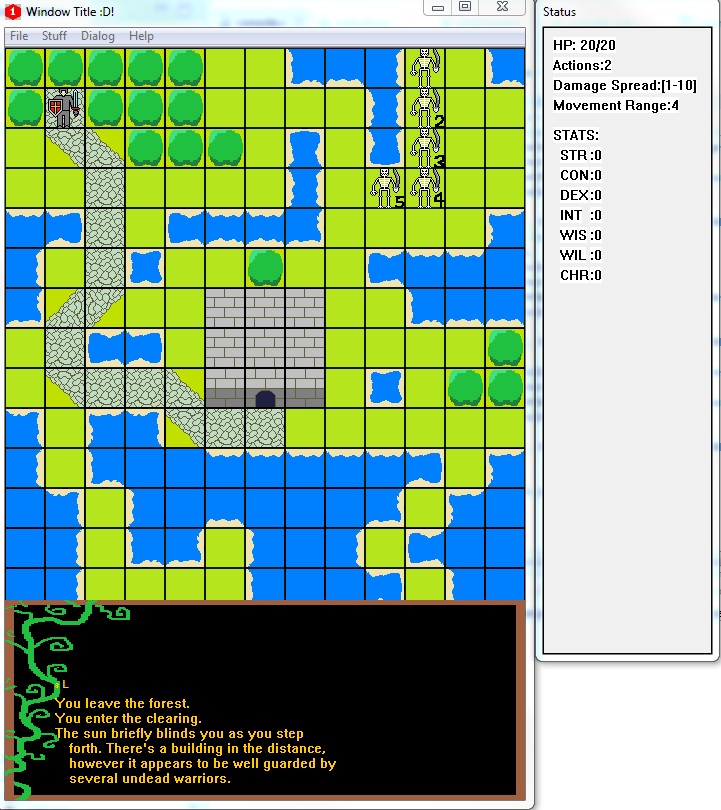 1 Window Title :D!
File Stuff Dialog Help
2
3
5 4
L
You leave the forest.
You enter the clearing.
The sun briefly blinds you as you step
forth. There's a building in the distance,
however it appears to be well guarded by
several undead warriors.
Status
HP: 20/20
Actions:2
Damage Spread:[1-10]
Movement Range:4
STATS:
STR:0
CON:0
DEX:0
INT :0
WIS:0
WIL :0
CHR:0